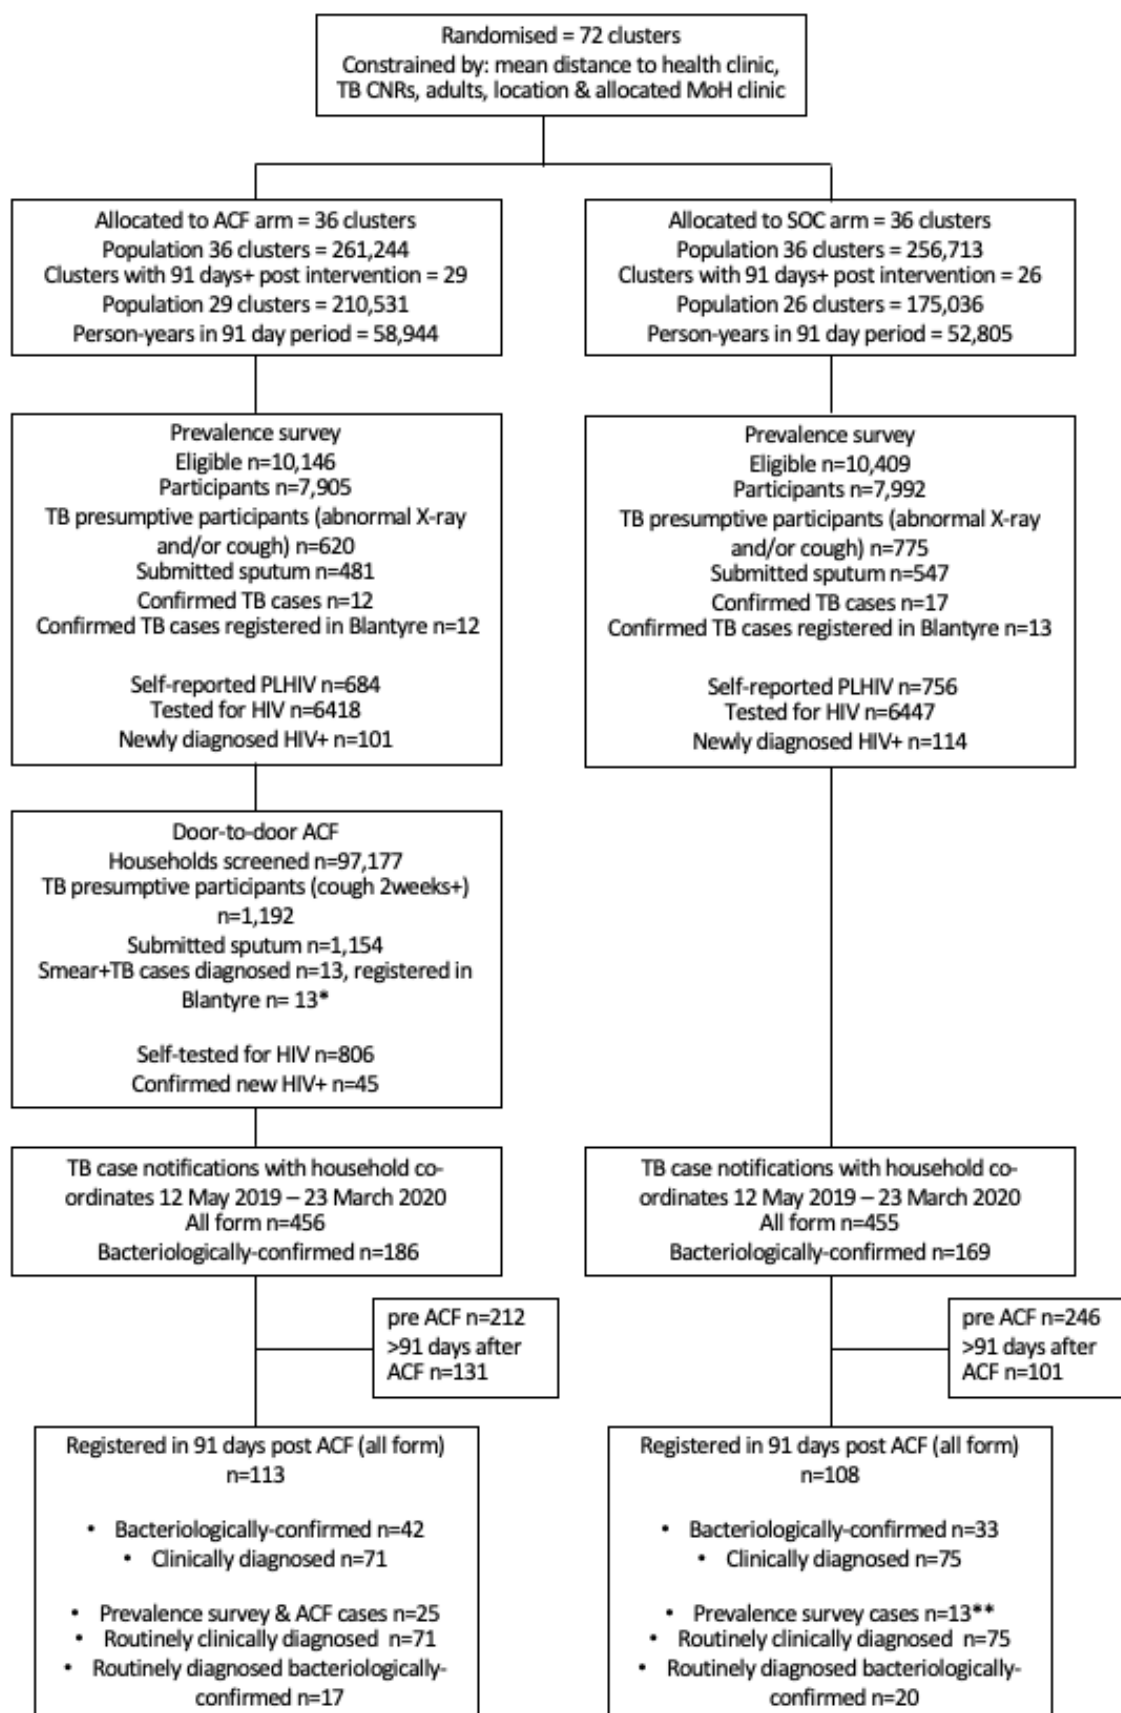 Randomised = 72 clusters
Constrained by: mean distance to health clinic,
TB CNRs, adults, location & allocated MoH clinic
Allocated to ACF arm = 36 clusters
Population 36 clusters = 261,244
Clusters with 91 days+ post intervention = 29
Population 29 clusters = 210,531
Person-years in 91 day period = 58,944
Allocated to SOC arm = 36 clusters
Population 36 clusters = 256,713
Clusters with 91 days+ post intervention = 26
Population 26 clusters = 175,036
Person-years in 91 day period = 52,805
Prevalence survey
Eligible n=10,146
Participants n=7,905
TB presumptive participants (abnormal X-ray
and/or cough) n=620
Submitted sputum n=481
Confirmed TB cases n=12
Confirmed TB cases registered in Blantyre n=12
Self-reported PLHIV n=684
Tested for HIV n=6418
Newly diagnosed HIV+ n=101
Prevalence survey
Eligible n=10,409
Participants n=7,992
TB presumptive participants (abnormal X-ray
and/or cough) n=775
Submitted sputum n=547
Confirmed TB cases n=17
Confirmed TB cases registered in Blantyre n=13
Self-reported PLHIV n=756
Tested for HIV n=6447
Newly diagnosed HIV+ n=114
Door-to-door ACF
Households screened n=97,177
TB presumptive participants (cough 2weeks+)
n=1,192
Submitted sputum n=1,154
Smear+TB cases diagnosed n=13, registered in
Blantyre n= 13*
Self-tested for HIV n=806
Confirmed new HIV+ n=45
TB case notifications with household co-
ordinates 12 May 2019 – 23 March 2020
All form n=456
Bacteriologically-confirmed n=186
TB case notifications with household co-
ordinates 12 May 2019 – 23 March 2020
All form n=455
Bacteriologically-confirmed n=169
pre ACF n=212
>91 days after
ACF n=131
pre ACF n=246
>91 days after
ACF n=101
Registered in 91 days post ACF (all form)
n=113
• Bacteriologically-confirmed n=42
• Clinically diagnosed n=71
• Prevalence survey & ACF cases n=25
• Routinely clinically diagnosed n=71
• Routinely diagnosed bacteriologically-
confirmed n=17
Registered in 91 days post ACF (all form)
n=108
• Bacteriologically-confirmed n=33
• Clinically diagnosed n=75
• Prevalence survey cases n=13**
• Routinely clinically diagnosed n=75
• Routinely diagnosed bacteriologically-
confirmed n=20